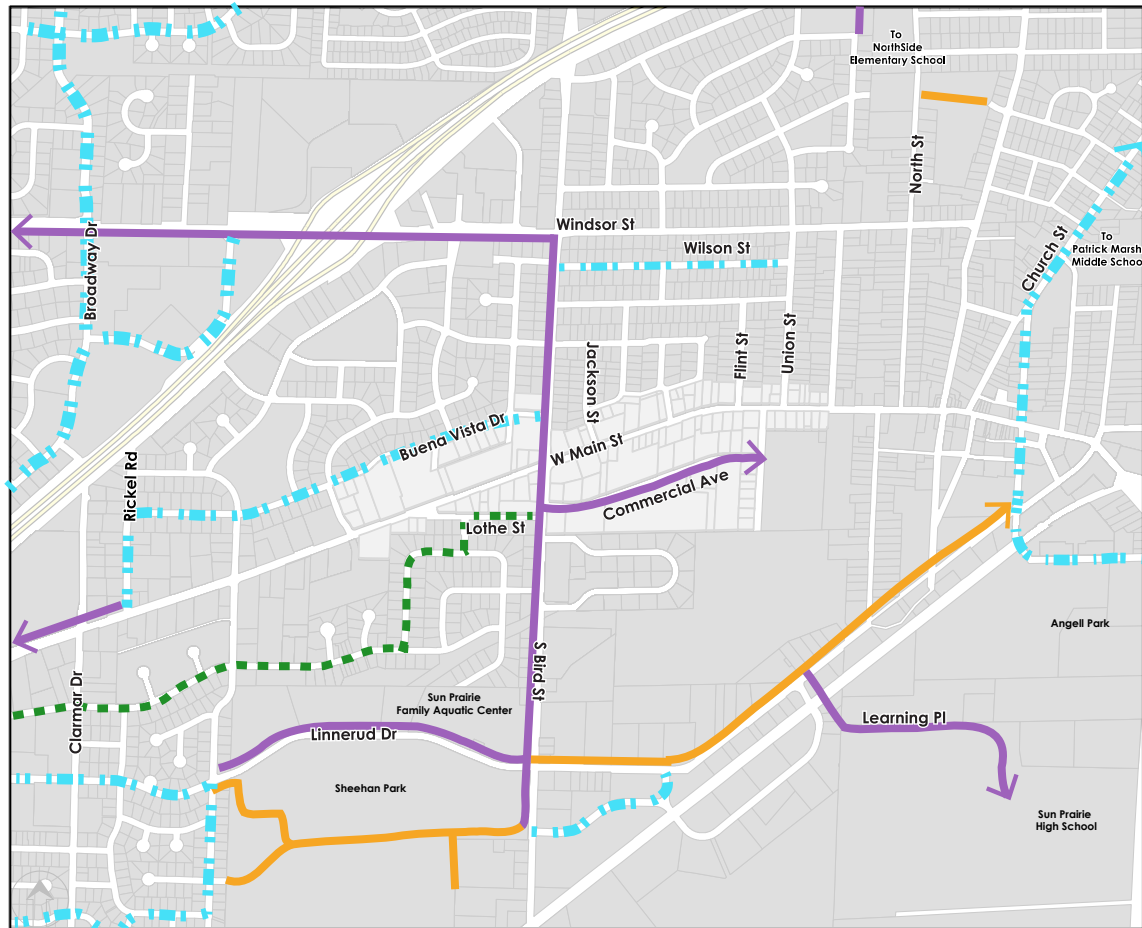 To
NorthSide
Elementary School
North St
Windsor St
Wilson St
Church St
To
Patrick Marsh
Middle School
Broadway Dr
Jackson St
Flint St
Union St
Buena Vista Dr
W Main St
Rickel Rd
Commercial Ave
Lothe St
Angell Park
S Bird St
Clarmar Dr
Sun Prairie
Family Aquatic Center
Linnerud Dr
Learning Pl
Sheehan Park
Sun Prairie
High School